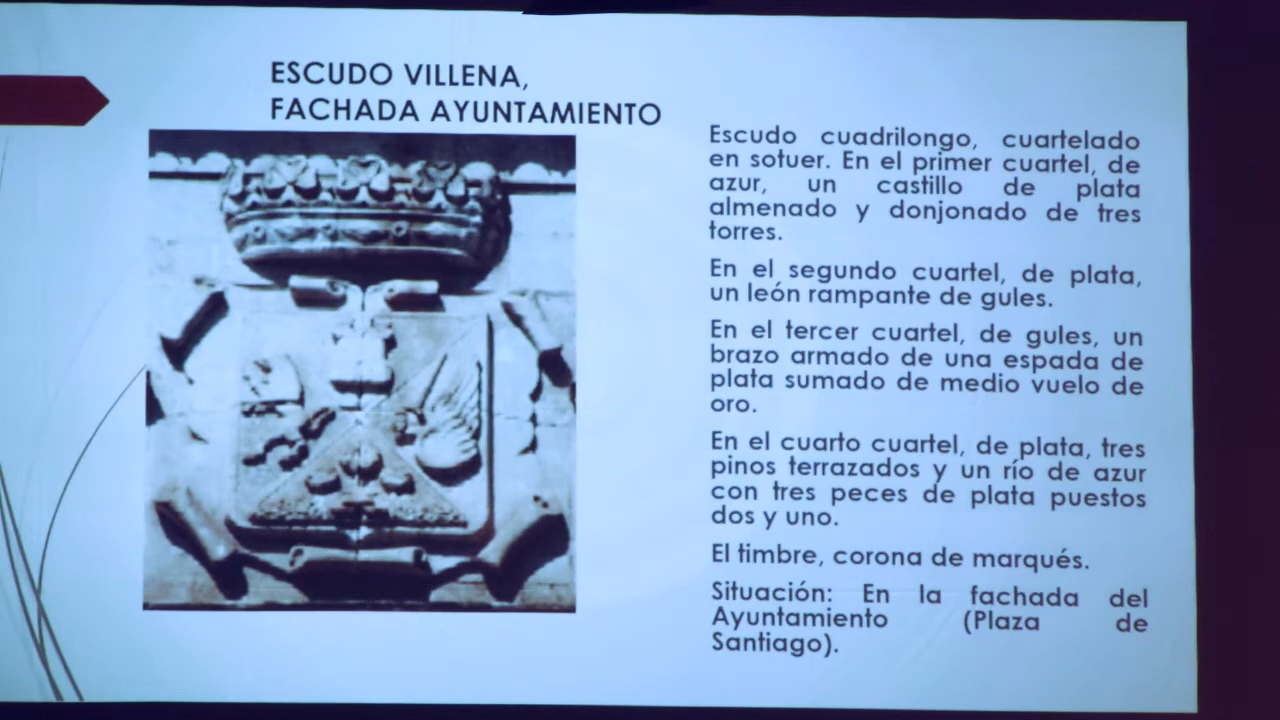 ESCUDO VILLENA,
FACHADA AYUNTAMIENTO
Escudo cuadrilongo, cuartelado
en sotuer. En el primer cuartel, de
azur, un castillo de plata
almenado y donjonado de tres
torres.
En el segundo cuartel, de plata,
un león rampante de gules.
En el tercer cuartel, de gules, un
brazo armado de una espada de
plata sumado de medio vuelo de
oro.
En el cuarto cuartel, de plata, tres
pinos terrazados y un río de azur
con tres peces de plata puestos
dos y uno.
El timbre, corona de marqués.
Situación: En la fachada del
Ayuntamiento (Plaza de
Santiago).